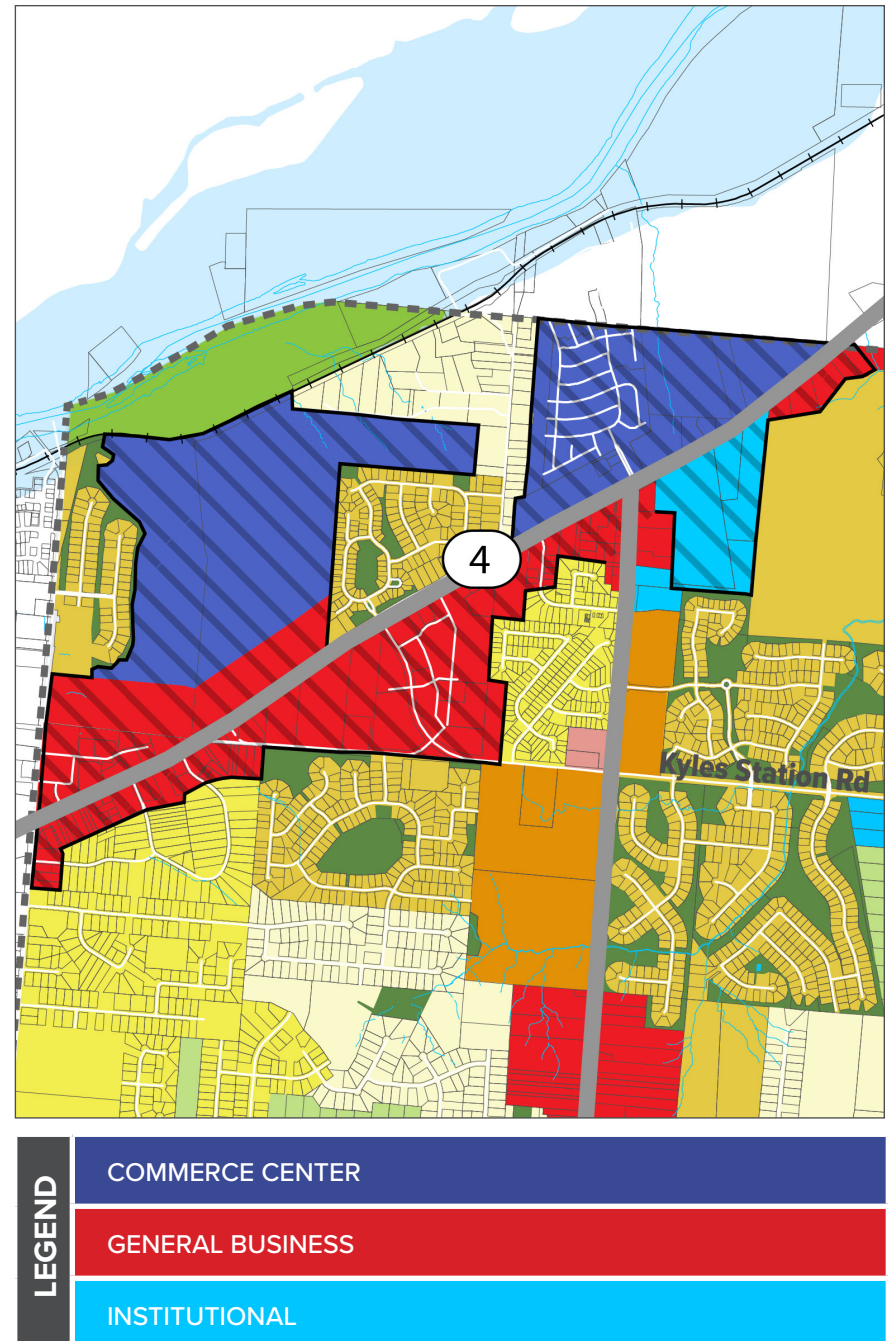 4
Kyles Station Rd
LEGEND
COMMERCE CENTER
GENERAL BUSINESS
INSTITUTIONAL